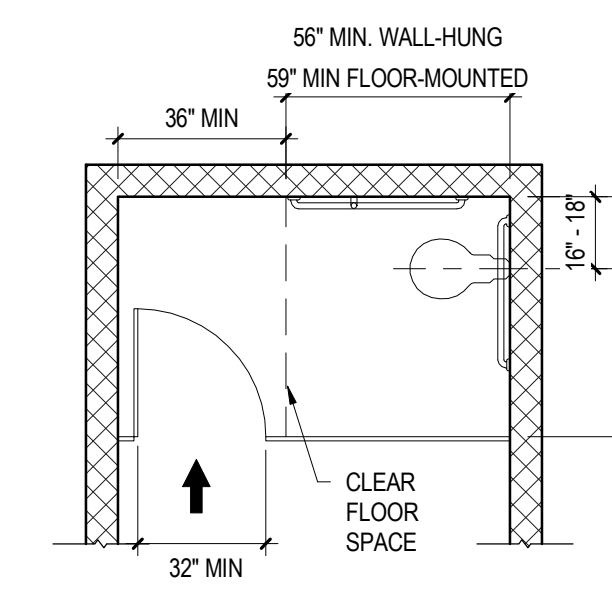 56" MIN. WALL-HUNG
59" MIN FLOOR-MOUNTED
36" MIN
16" - 18"
CLEAR
FLOOR
SPACE
32" MIN